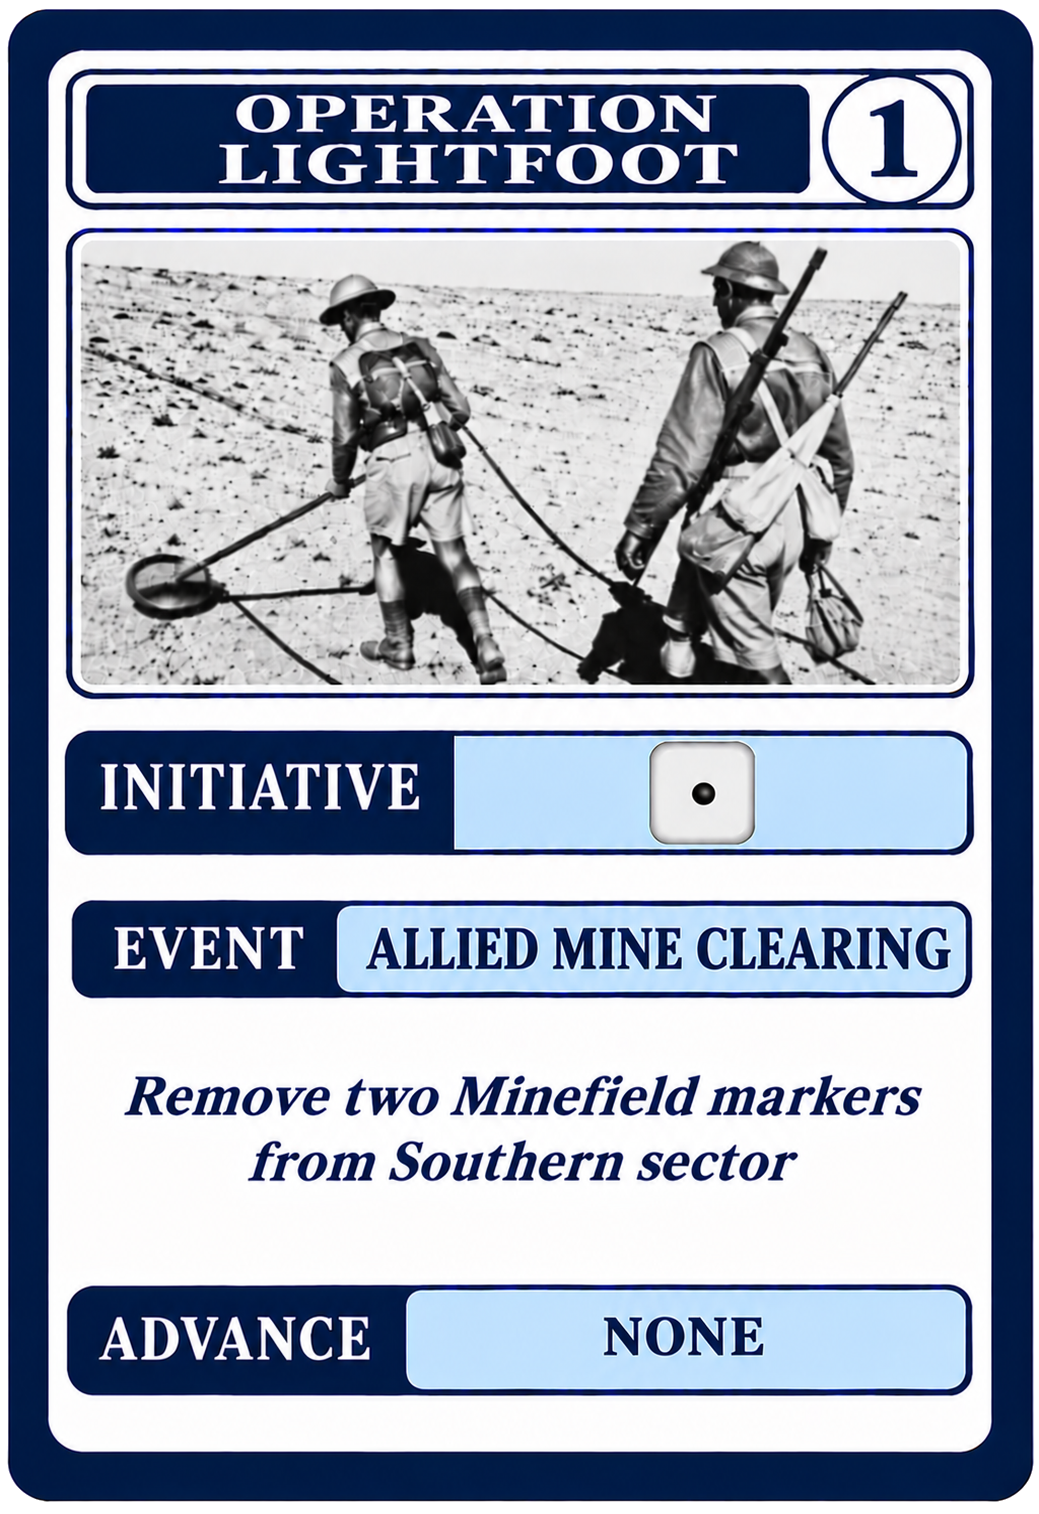 OPERATION
LIGHTFOOT
1
INITIATIVE
EVENT
ALLIED MINE CLEARING
Remove two Minefield markers
from Southern sector
ADVANCE
NONE